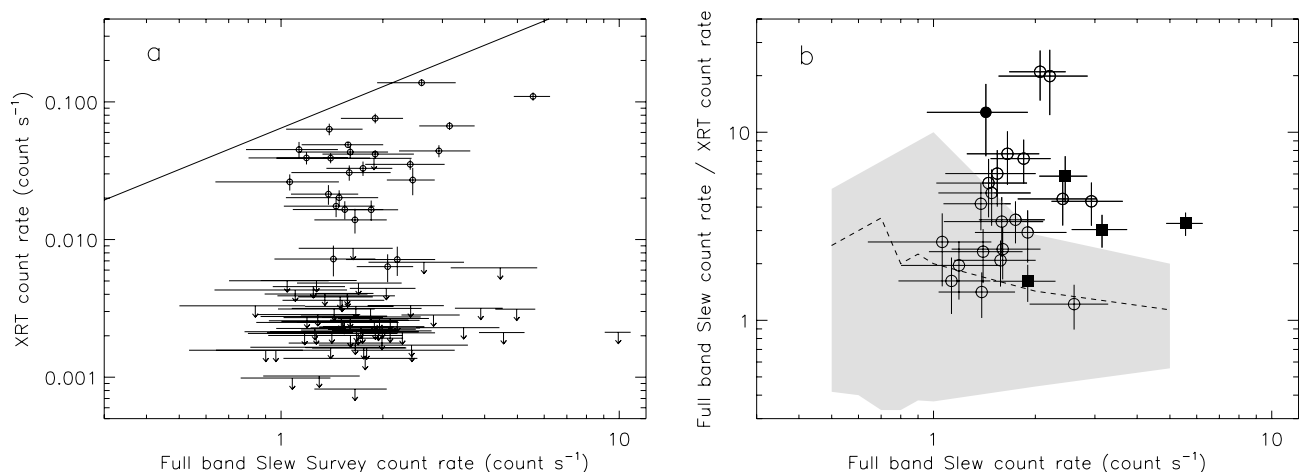 a
XRT count rate (count s⁻¹)
0.100
0.010
0.001
1
10
Full band Slew Survey count rate (count s⁻¹)
b
Full band Slew count rate / XRT count rate
10
1
1
10
Full band Slew count rate (count s⁻¹)